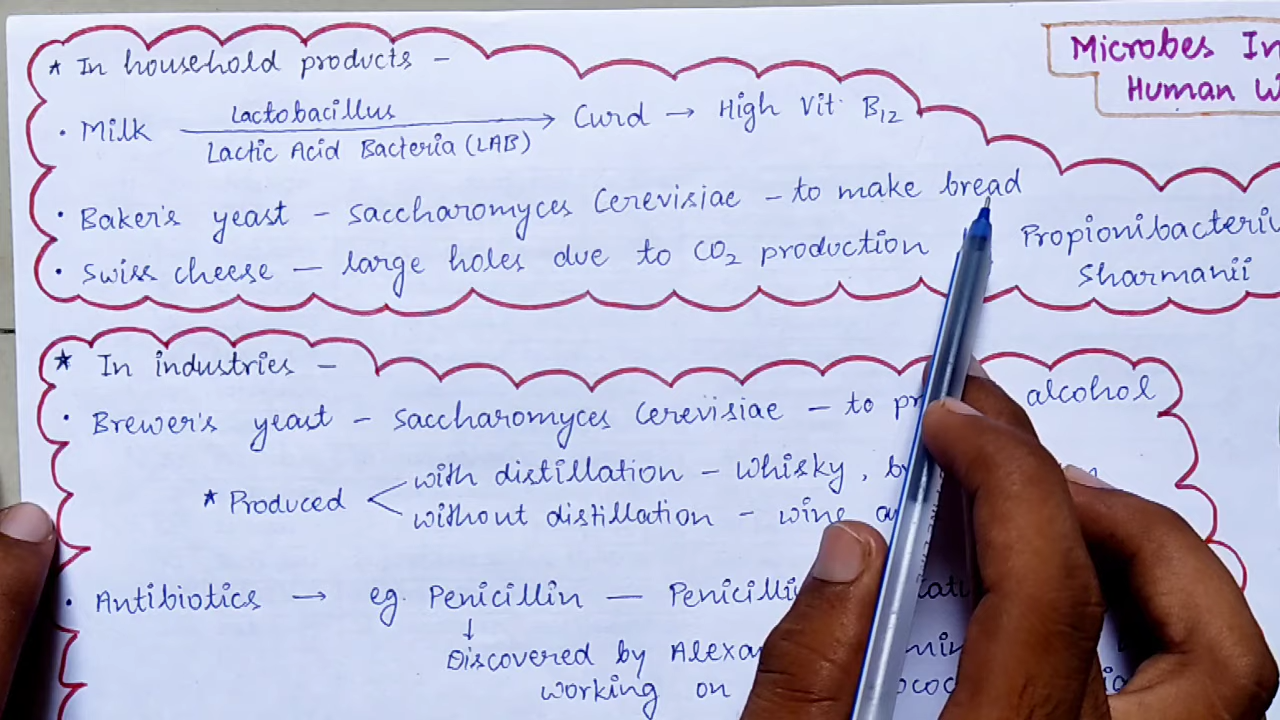 * In household products -
Microbes In
Human W
• Milk Lactobacillus → Curd → High Vit. B12
Lactic Acid Bacteria (LAB)
• Baker's yeast - saccharomyces Cerevisiae - to make bread
• Swiss cheese - large holes due to CO2 production
Propionibacteriu
Sharmanii
* In industries -
• Brewer's yeast - saccharomyces Cerevisiae - to pr alcohol
* Produced
with distillation - whisky,
without distillation - wine
• Antibiotics → eg. Penicillin - Penicilli
↓
Discovered by Alexa
working on